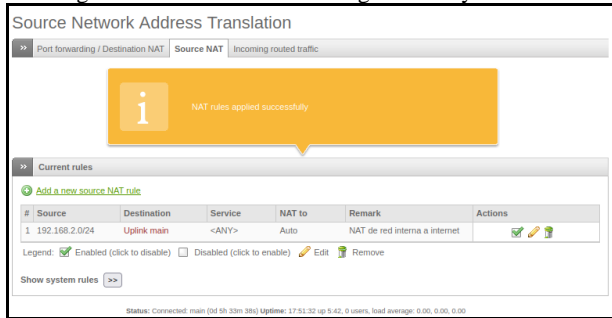 Source Network Address Translation
>> Port forwarding / Destination NAT Source NAT Incoming routed traffic
i NAT rules applied successfully
>> Current rules
Add a new source NAT rule
# Source Destination Service NAT to Remark Actions
1 192.168.2.0/24 Uplink main <ANY> Auto NAT de red interna a internet
Legend: Enabled (click to disable) Disabled (click to enable) Edit Remove
Show system rules >>
Status: Connected: main (0d 5h 33m 38s) Uptime: 17:51:32 up 5:42, 0 users, load average: 0.00, 0.00, 0.00